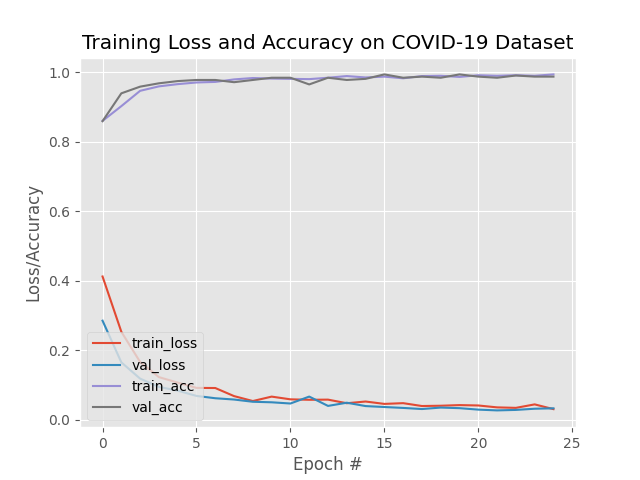 Training Loss and Accuracy on COVID-19 Dataset
1.0
0.8
0.6
0.4
0.2
0.0
Loss/Accuracy
train_loss
val_loss
train_acc
val_acc
0 5 10 15 20 25
Epoch #